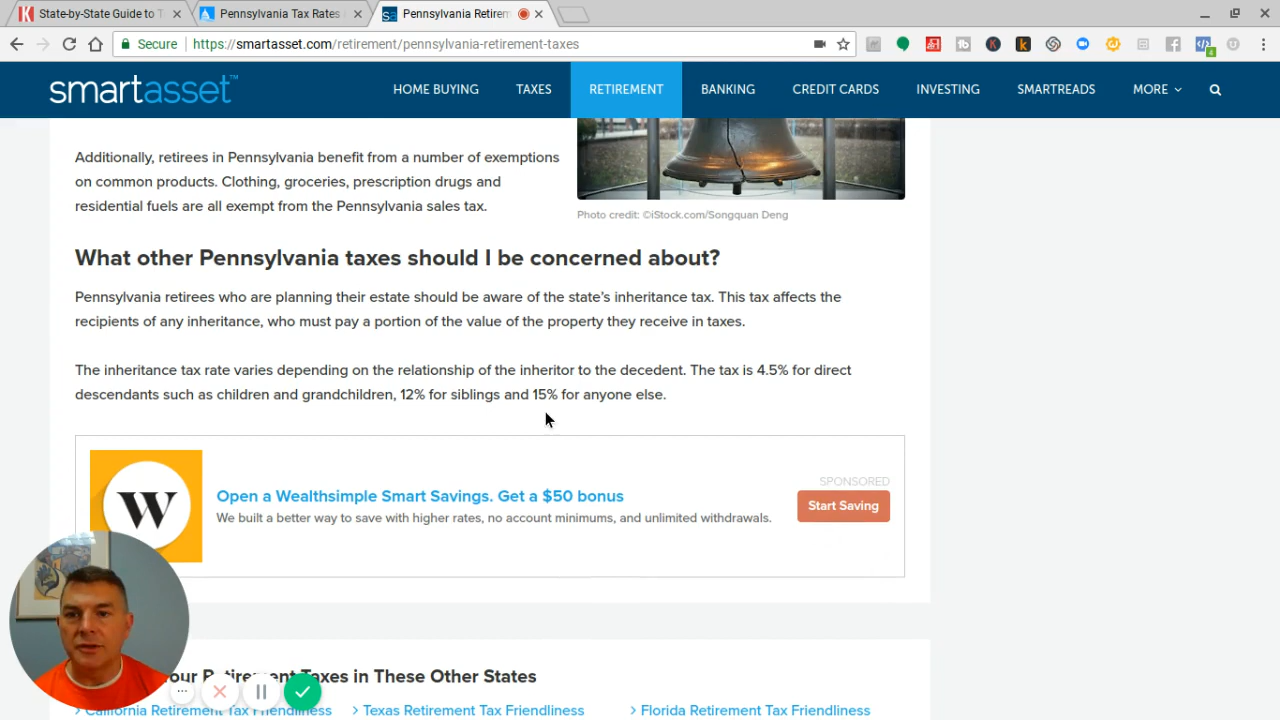 State-by-State Guide to T
Pennsylvania Tax Rates
Pennsylvania Retirem
Secure
https://smartasset.com/retirement/pennsylvania-retirement-taxes
smartasset™
HOME BUYING
TAXES
RETIREMENT
BANKING
CREDIT CARDS
INVESTING
SMARTREADS
MORE
Additionally, retirees in Pennsylvania benefit from a number of exemptions
on common products. Clothing, groceries, prescription drugs and
residential fuels are all exempt from the Pennsylvania sales tax.
Photo credit: ©iStock.com/Songquan Deng
What other Pennsylvania taxes should I be concerned about?
Pennsylvania retirees who are planning their estate should be aware of the state's inheritance tax. This tax affects the
recipients of any inheritance, who must pay a portion of the value of the property they receive in taxes.
The inheritance tax rate varies depending on the relationship of the inheritor to the decedent. The tax is 4.5% for direct
descendants such as children and grandchildren, 12% for siblings and 15% for anyone else.
W
Open a Wealthsimple Smart Savings. Get a $50 bonus
We built a better way to save with higher rates, no account minimums, and unlimited withdrawals.
SPONSORED
Start Saving
our Retirement Taxes in These Other States
> California Retirement Tax Friendliness
> Texas Retirement Tax Friendliness
> Florida Retirement Tax Friendliness